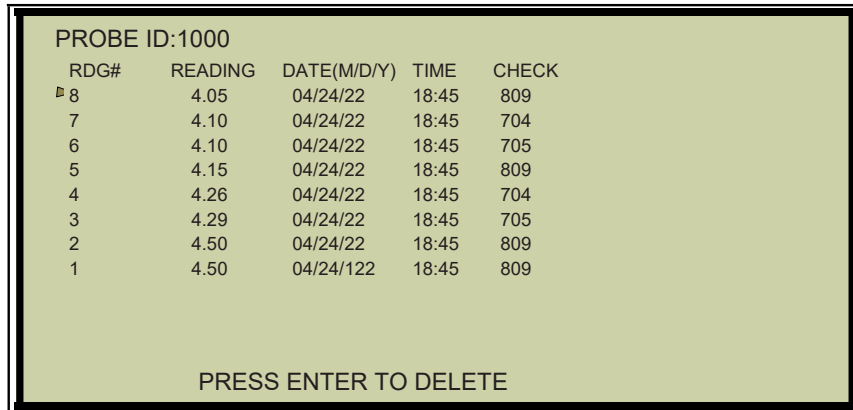 PROBE ID:1000
RDG# READING DATE(M/D/Y) TIME CHECK
8 4.05 04/24/22 18:45 809
7 4.10 04/24/22 18:45 704
6 4.10 04/24/22 18:45 705
5 4.15 04/24/22 18:45 809
4 4.26 04/24/22 18:45 704
3 4.29 04/24/22 18:45 705
2 4.50 04/24/22 18:45 809
1 4.50 04/24/122 18:45 809
PRESS ENTER TO DELETE